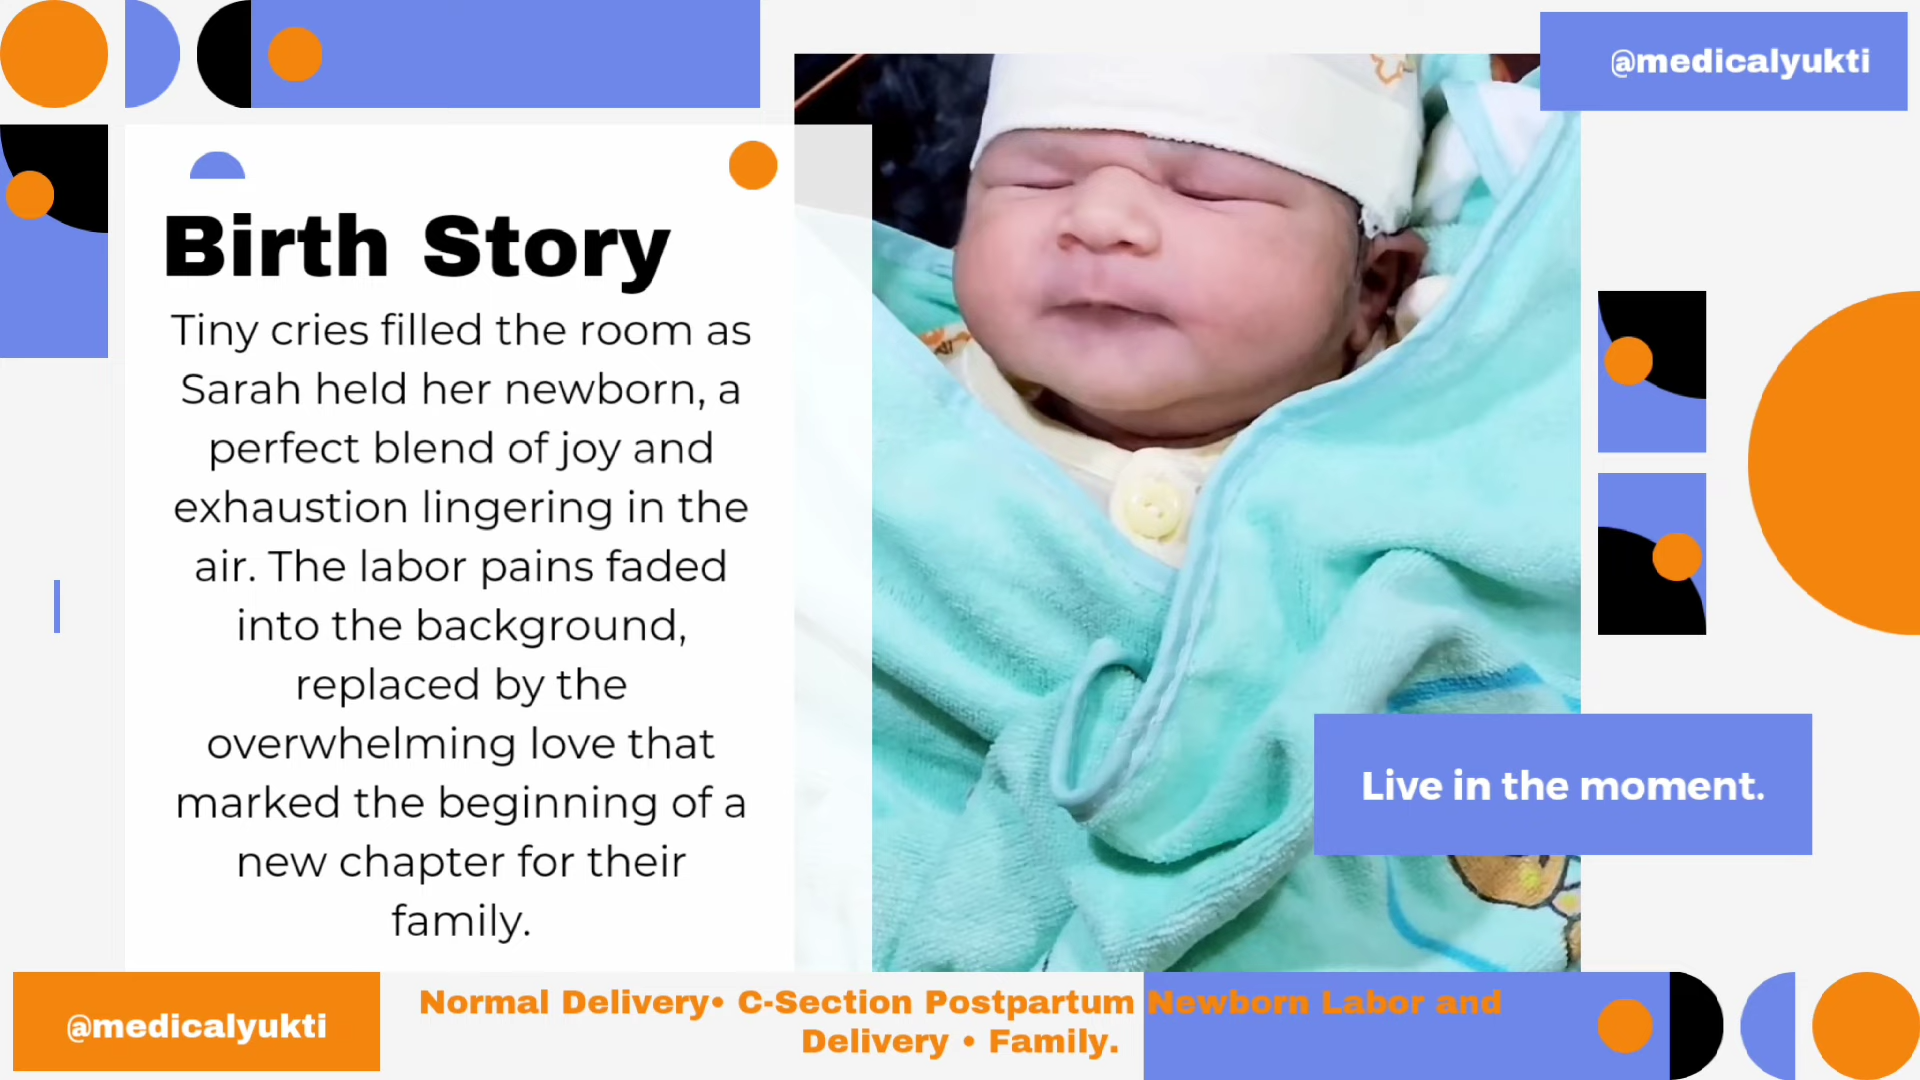 @medicalyukti
Birth Story
Tiny cries filled the room as
Sarah held her newborn, a
perfect blend of joy and
exhaustion lingering in the
air. The labor pains faded
into the background,
replaced by the
overwhelming love that
marked the beginning of a
new chapter for their
family.
Live in the moment.
@medicalyukti
Normal Delivery• C-Section Postpartum Newborn Labor and
Delivery • Family.